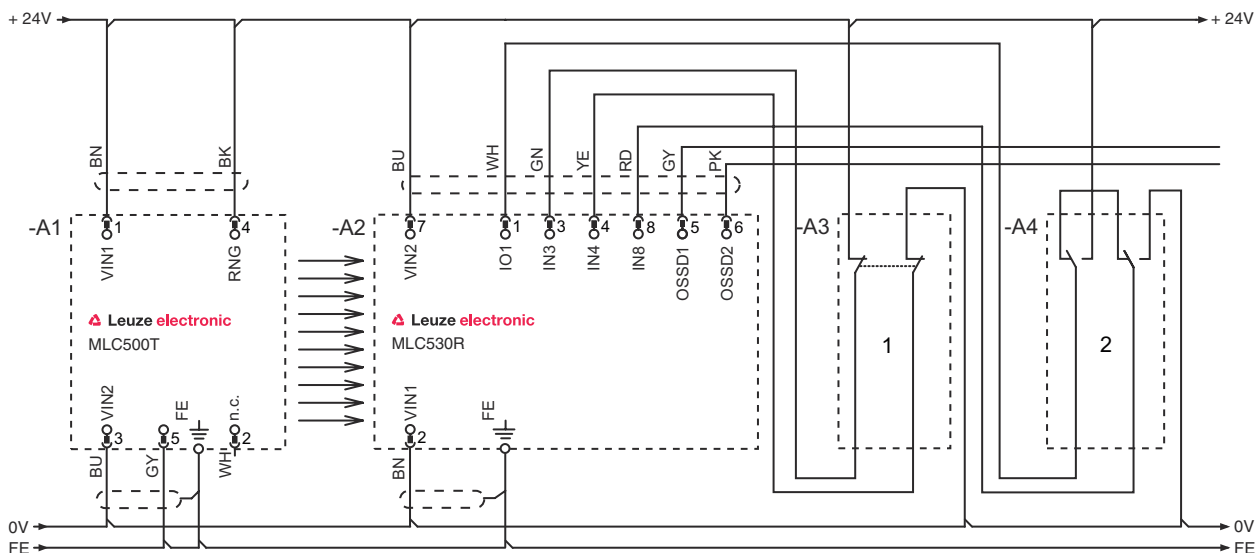 + 24V
+ 24V
BN
BK
BU
WH
GN
YE
RD
GY
PK
-A1
1
4
-A2
7
1
3
4
8
5
6
-A3
-A4
VIN1
RNG
VIN2
IO1
IN3
IN4
IN8
OSSD1
OSSD2
Leuze electronic
MLC500T
Leuze electronic
MLC530R
1
2
VIN2
FE
n.c.
VIN1
FE
3
5
2
2
BU
GY
WH
BN
0V
0V
FE
FE